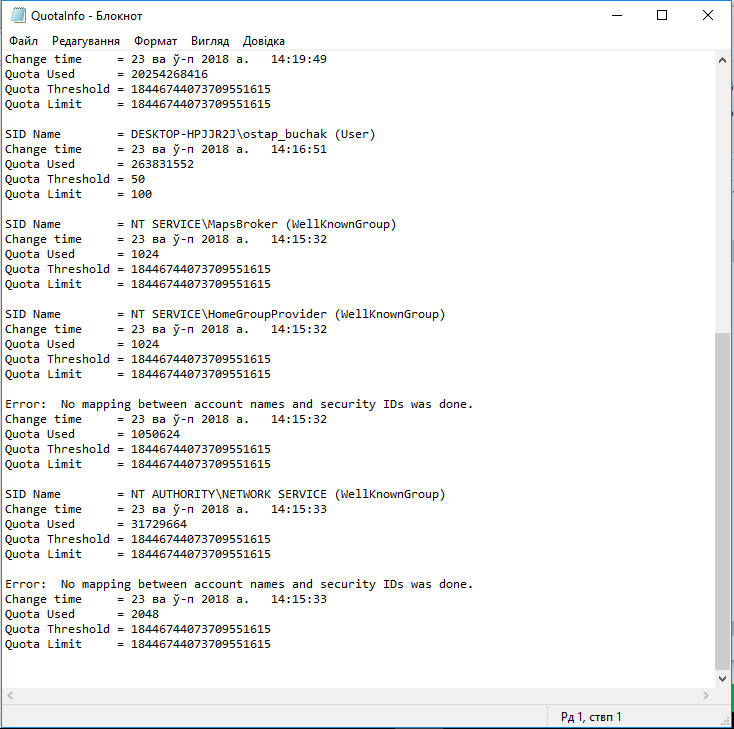 QuotaInfo - Блокнот
Файл Редагування Формат Вигляд Довідка
Change time = 23 ва ў-п 2018 а. 14:19:49
Quota Used = 20254268416
Quota Threshold = 18446744073709551615
Quota Limit = 18446744073709551615
SID Name = DESKTOP-HPJJR2J\ostap_buchak (User)
Change time = 23 ва ў-п 2018 а. 14:16:51
Quota Used = 263831552
Quota Threshold = 50
Quota Limit = 100
SID Name = NT SERVICE\MapsBroker (WellKnownGroup)
Change time = 23 ва ў-п 2018 а. 14:15:32
Quota Used = 1024
Quota Threshold = 18446744073709551615
Quota Limit = 18446744073709551615
SID Name = NT SERVICE\HomeGroupProvider (WellKnownGroup)
Change time = 23 ва ў-п 2018 а. 14:15:32
Quota Used = 1024
Quota Threshold = 18446744073709551615
Quota Limit = 18446744073709551615
Error: No mapping between account names and security IDs was done.
Change time = 23 ва ў-п 2018 а. 14:15:32
Quota Used = 1050624
Quota Threshold = 18446744073709551615
Quota Limit = 18446744073709551615
SID Name = NT AUTHORITY\NETWORK SERVICE (WellKnownGroup)
Change time = 23 ва ў-п 2018 а. 14:15:33
Quota Used = 31729664
Quota Threshold = 18446744073709551615
Quota Limit = 18446744073709551615
Error: No mapping between account names and security IDs was done.
Change time = 23 ва ў-п 2018 а. 14:15:33
Quota Used = 2048
Quota Threshold = 18446744073709551615
Quota Limit = 18446744073709551615
Рд 1, ствп 1